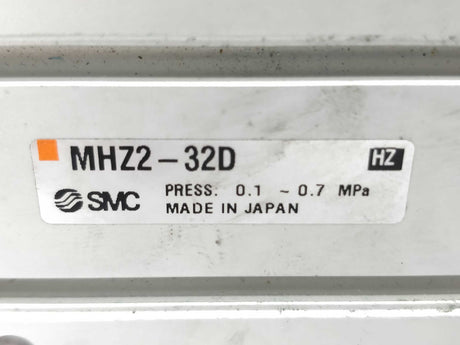 MHZ2-32D HZ
SMC PRESS: 0.1 ~ 0.7 MPa
MADE IN JAPAN